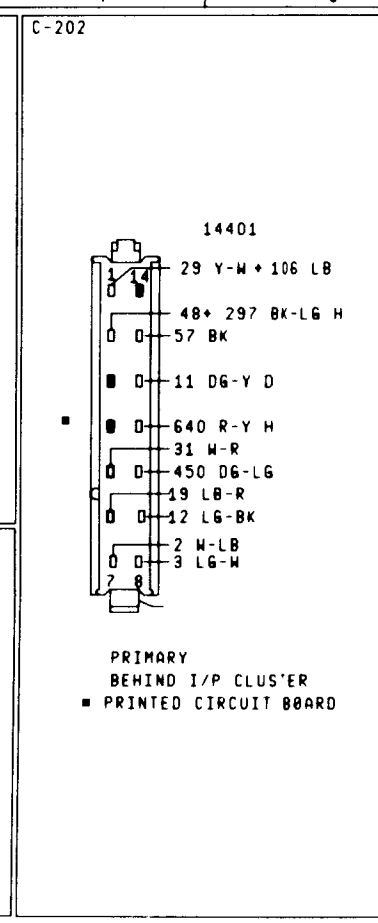 C-202
14401
1 14
29 Y-W + 106 LB
48+ 297 BK-LG H
57 BK
11 DG-Y D
640 R-Y H
31 W-R
450 DG-LG
19 LB-R
12 LG-BK
2 W-LB
3 LG-W
7 8
PRIMARY
BEHIND I/P CLUS'ER
■ PRINTED CIRCUIT BOARD